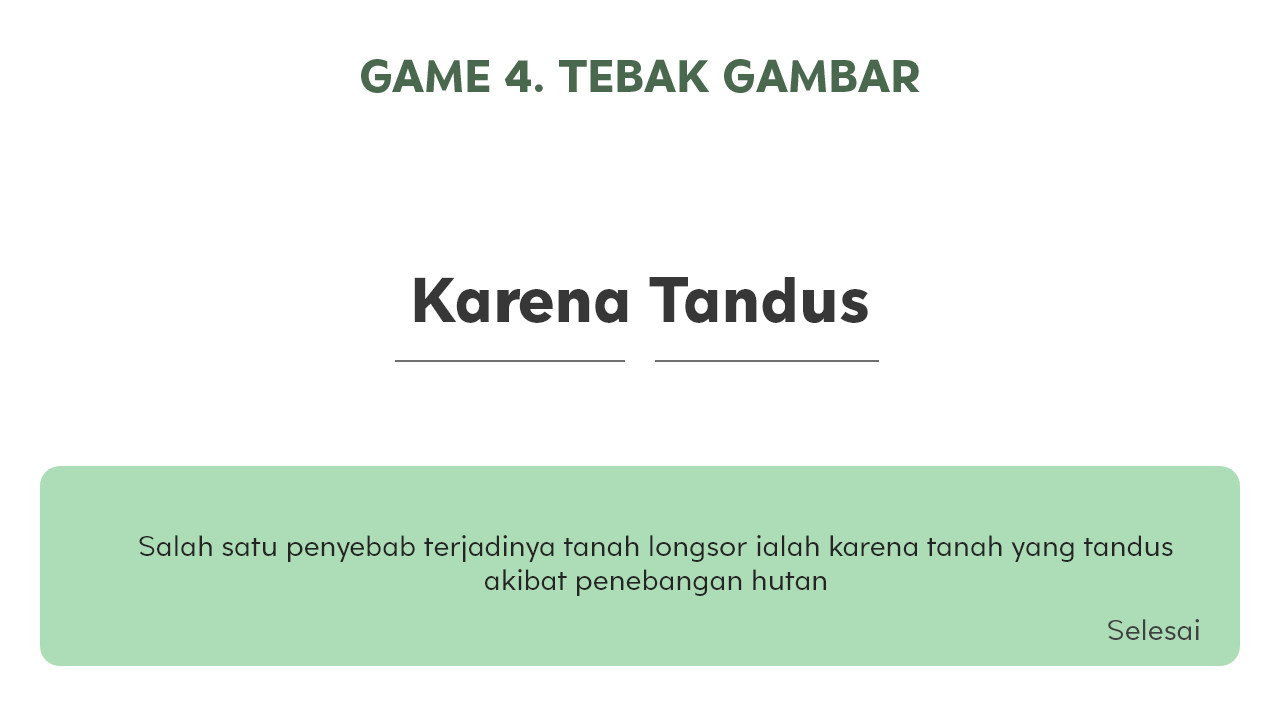 GAME 4. TEBAK GAMBAR
Karena Tandus
Salah satu penyebab terjadinya tanah longsor ialah karena tanah yang tandus
akibat penebangan hutan
Selesai